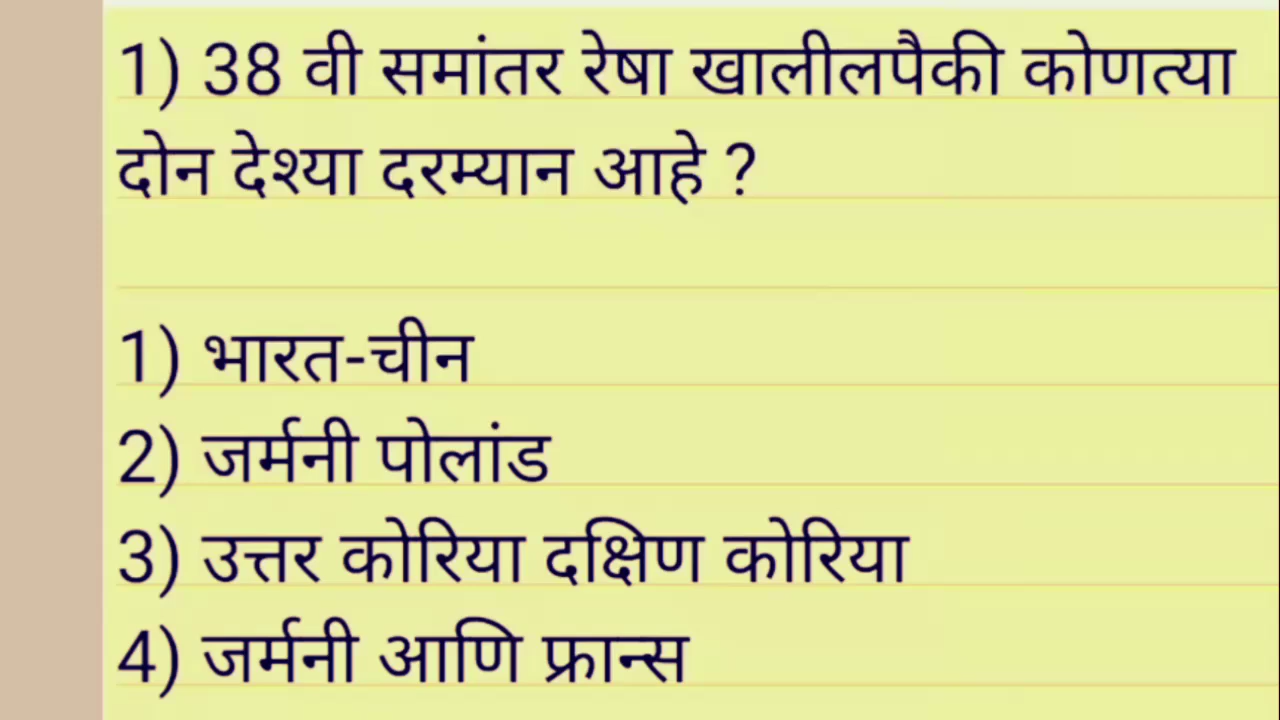 1) 38 वी समांतर रेषा खालीलपैकी कोणत्या
दोन देश्या दरम्यान आहे ?
1) भारत-चीन
2) जर्मनी पोलांड
3) उत्तर कोरिया दक्षिण कोरिया
4) जर्मनी आणि फ्रान्स